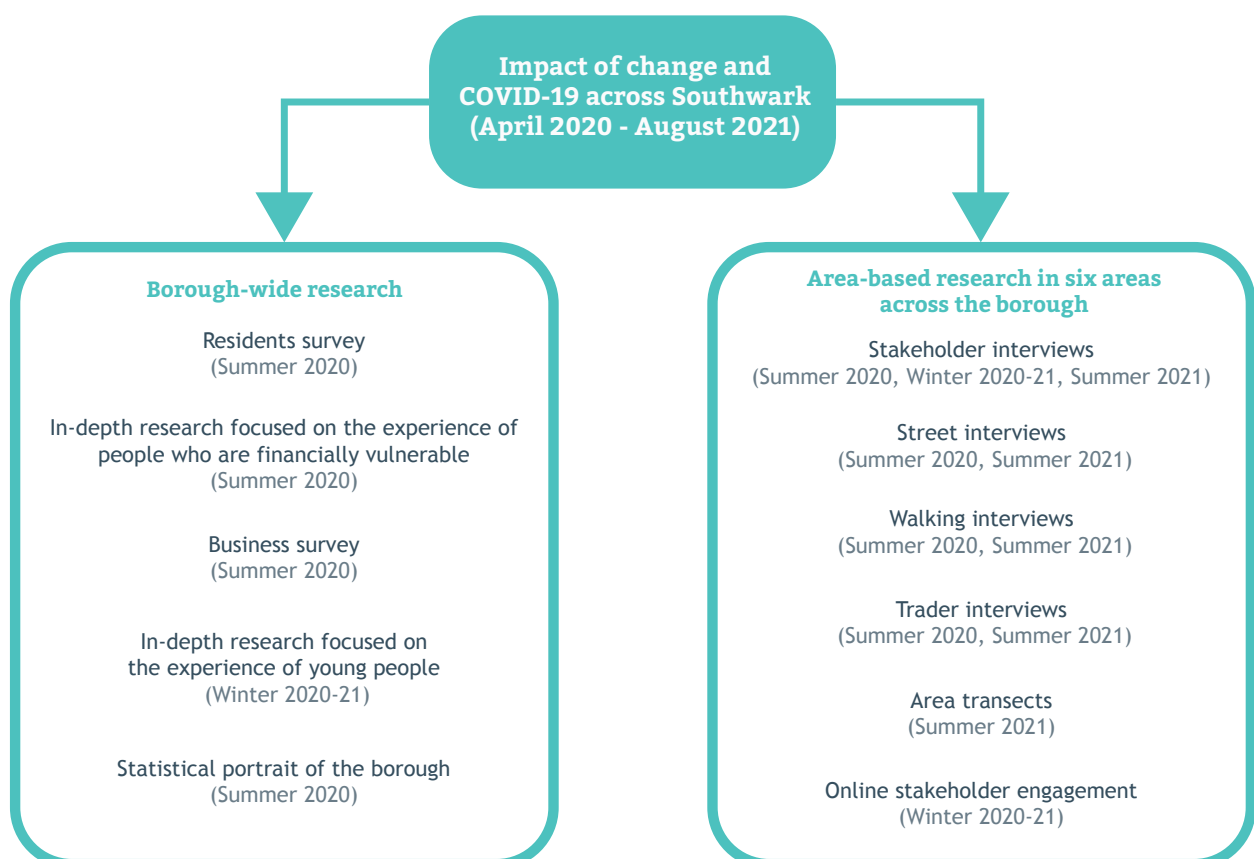 Impact of change and
COVID-19 across Southwark
(April 2020 - August 2021)
Borough-wide research
Residents survey
(Summer 2020)
In-depth research focused on the experience of
people who are financially vulnerable
(Summer 2020)
Business survey
(Summer 2020)
In-depth research focused on
the experience of young people
(Winter 2020-21)
Statistical portrait of the borough
(Summer 2020)
Area-based research in six areas
across the borough
Stakeholder interviews
(Summer 2020, Winter 2020-21, Summer 2021)
Street interviews
(Summer 2020, Summer 2021)
Walking interviews
(Summer 2020, Summer 2021)
Trader interviews
(Summer 2020, Summer 2021)
Area transects
(Summer 2021)
Online stakeholder engagement
(Winter 2020-21)